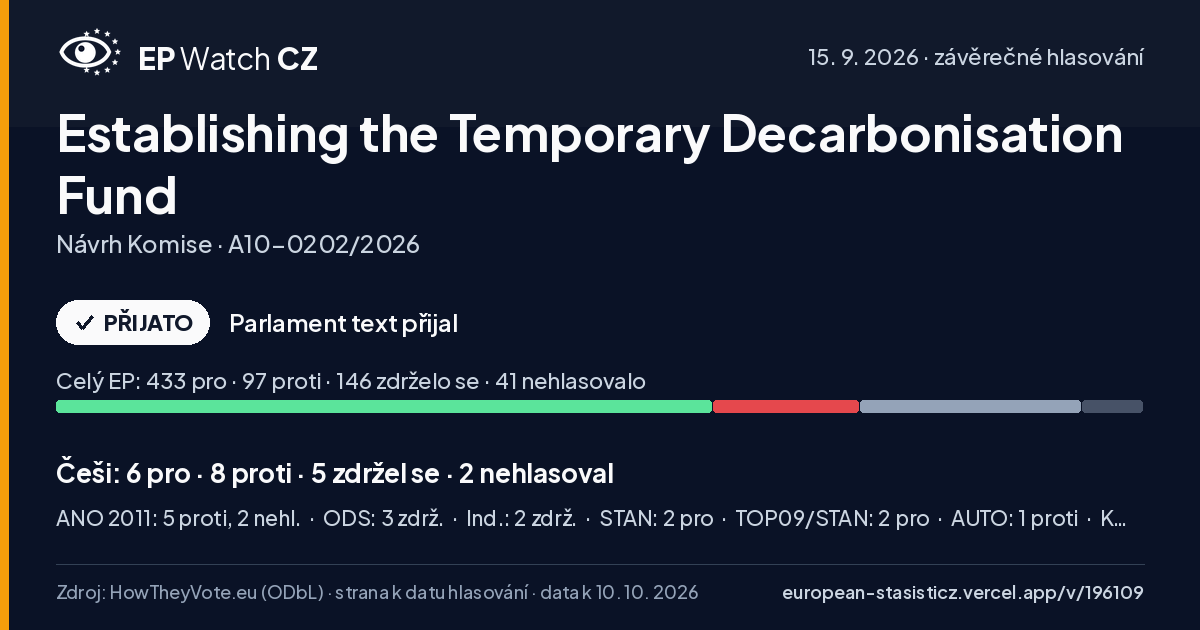 EP Watch CZ
15. 9. 2026 · závěrečné hlasování
Establishing the Temporary Decarbonisation
Fund
Návrh Komise · A10–0202/2026
✓ PŘIJATO
Parlament text přijal
Celý EP: 433 pro · 97 proti · 146 zdrželo se · 41 nehlasovalo
Češi: 6 pro · 8 proti · 5 zdržel se · 2 nehlasoval
ANO 2011: 5 proti, 2 nehl. · ODS: 3 zdrž. · Ind.: 2 zdrž. · STAN: 2 pro · TOP09/STAN: 2 pro · AUTO: 1 proti · K…
Zdroj: HowTheyVote.eu (ODbL) · strana k datu hlasování · data k 10. 10. 2026
european-stasisticz.vercel.app/v/196109